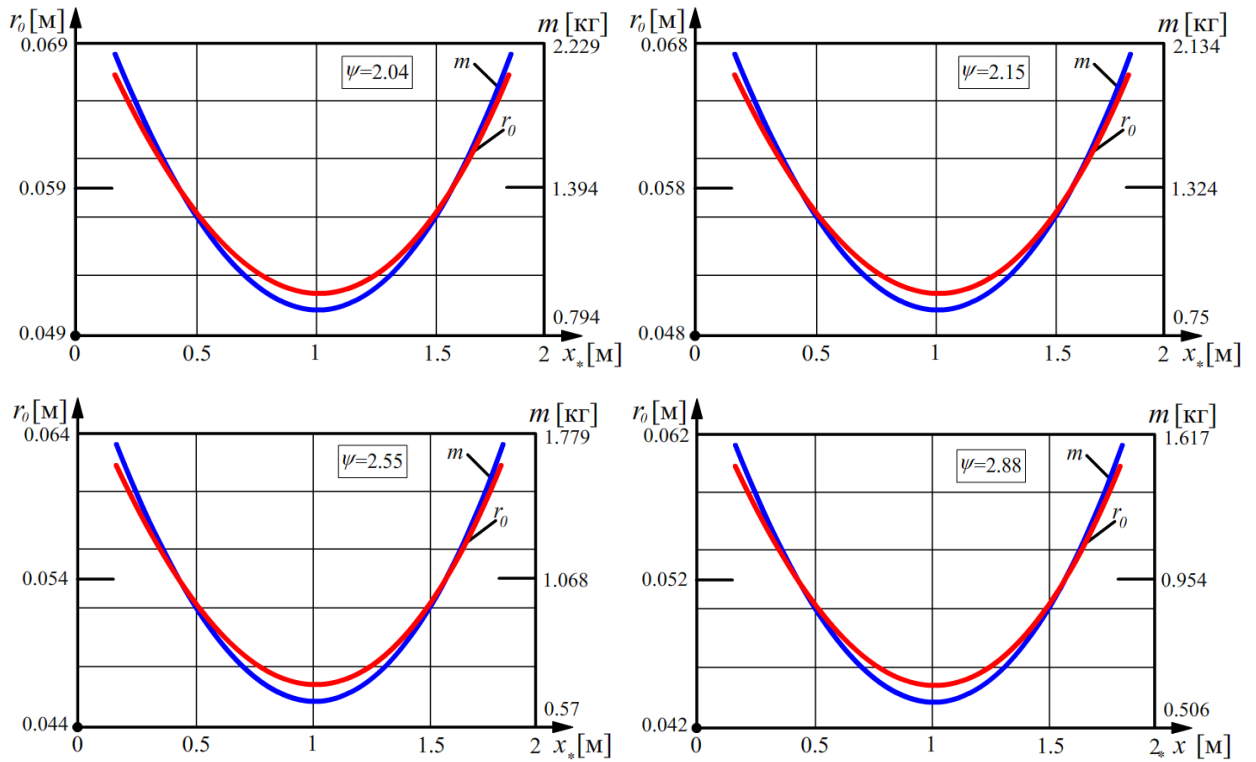 r₀[м] m[кг] r₀[м] m[кг]
0.069 2.229 0.068 2.134
ψ=2.04 m ψ=2.15 m
r₀ r₀
0.059 1.394 0.058 1.324
0.049 0.794 0.048 0.75
0 0.5 1 1.5 2 x*[м] 0 0.5 1 1.5 2 x*[м]
r₀[м] m[кг] r₀[м] m[кг]
0.064 1.779 0.062 1.617
ψ=2.55 m ψ=2.88 m
r₀ r₀
0.054 1.068 0.052 0.954
0.044 0.57 0.042 0.506
0 0.5 1 1.5 2 x*[м] 0 0.5 1 1.5 2* x [м]